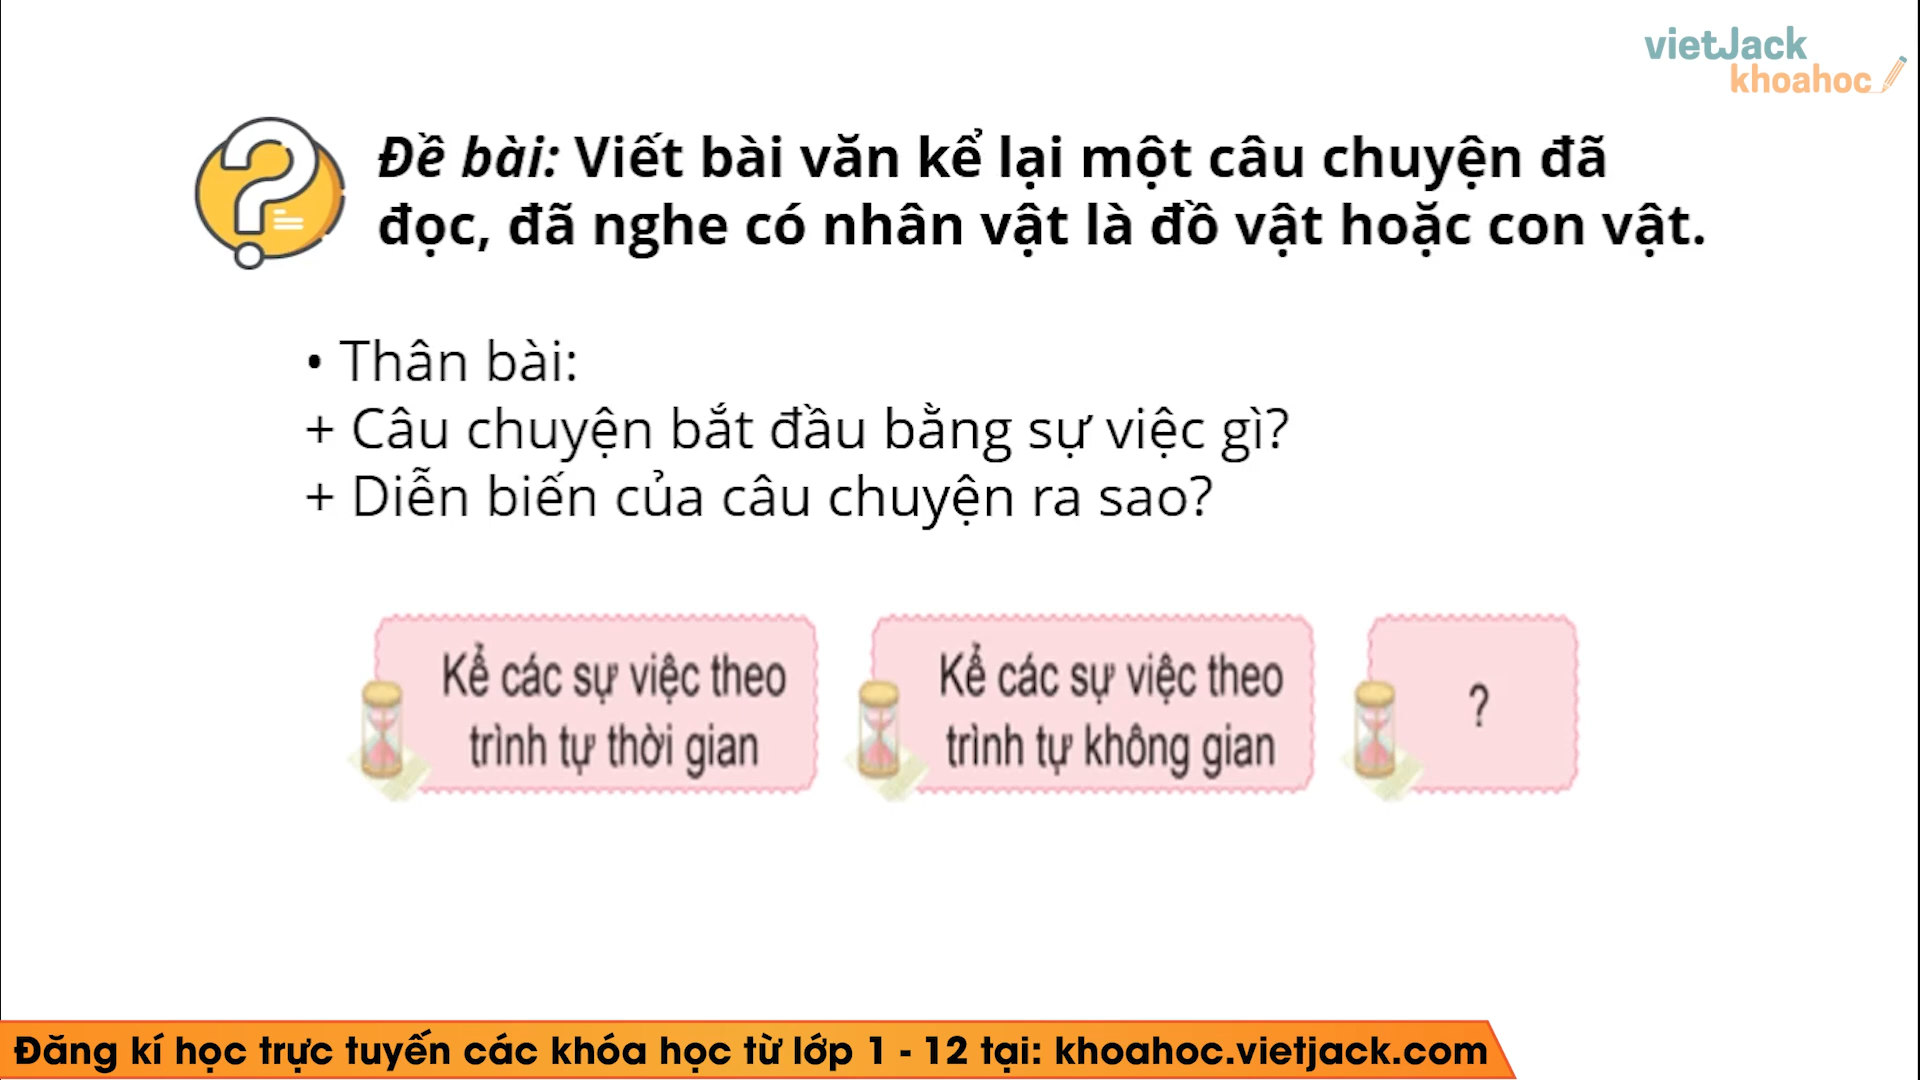 vietJack
khoahoc
Đề bài: Viết bài văn kể lại một câu chuyện đã
đọc, đã nghe có nhân vật là đồ vật hoặc con vật.
• Thân bài:
+ Câu chuyện bắt đầu bằng sự việc gì?
+ Diễn biến của câu chuyện ra sao?
Kể các sự việc theo
trình tự thời gian
Kể các sự việc theo
trình tự không gian
?
Đăng kí học trực tuyến các khóa học từ lớp 1 - 12 tại: khoahoc.vietjack.com